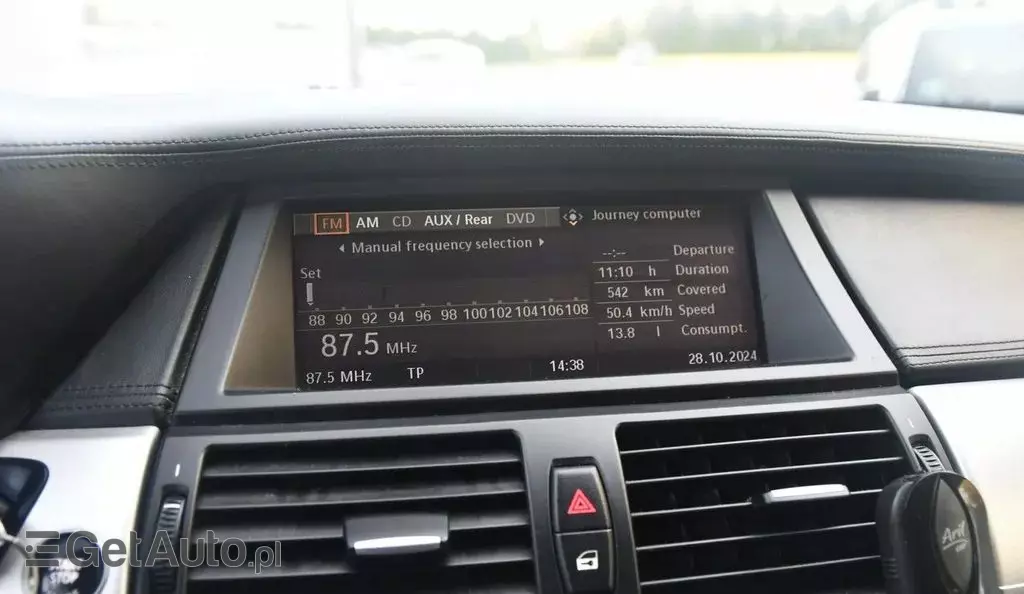 FM AM CD AUX / Rear DVD
Journey computer
Manual frequency selection
Set
88 90 92 94 96 98 100 102 104 106 108
87.5 MHz
--:-- Departure
11:10 h Duration
542 km Covered
50.4 km/h Speed
13.8 l Consumpt.
87.5 MHz TP 14:38 28.10.2024
STOP
GetAuto.pl